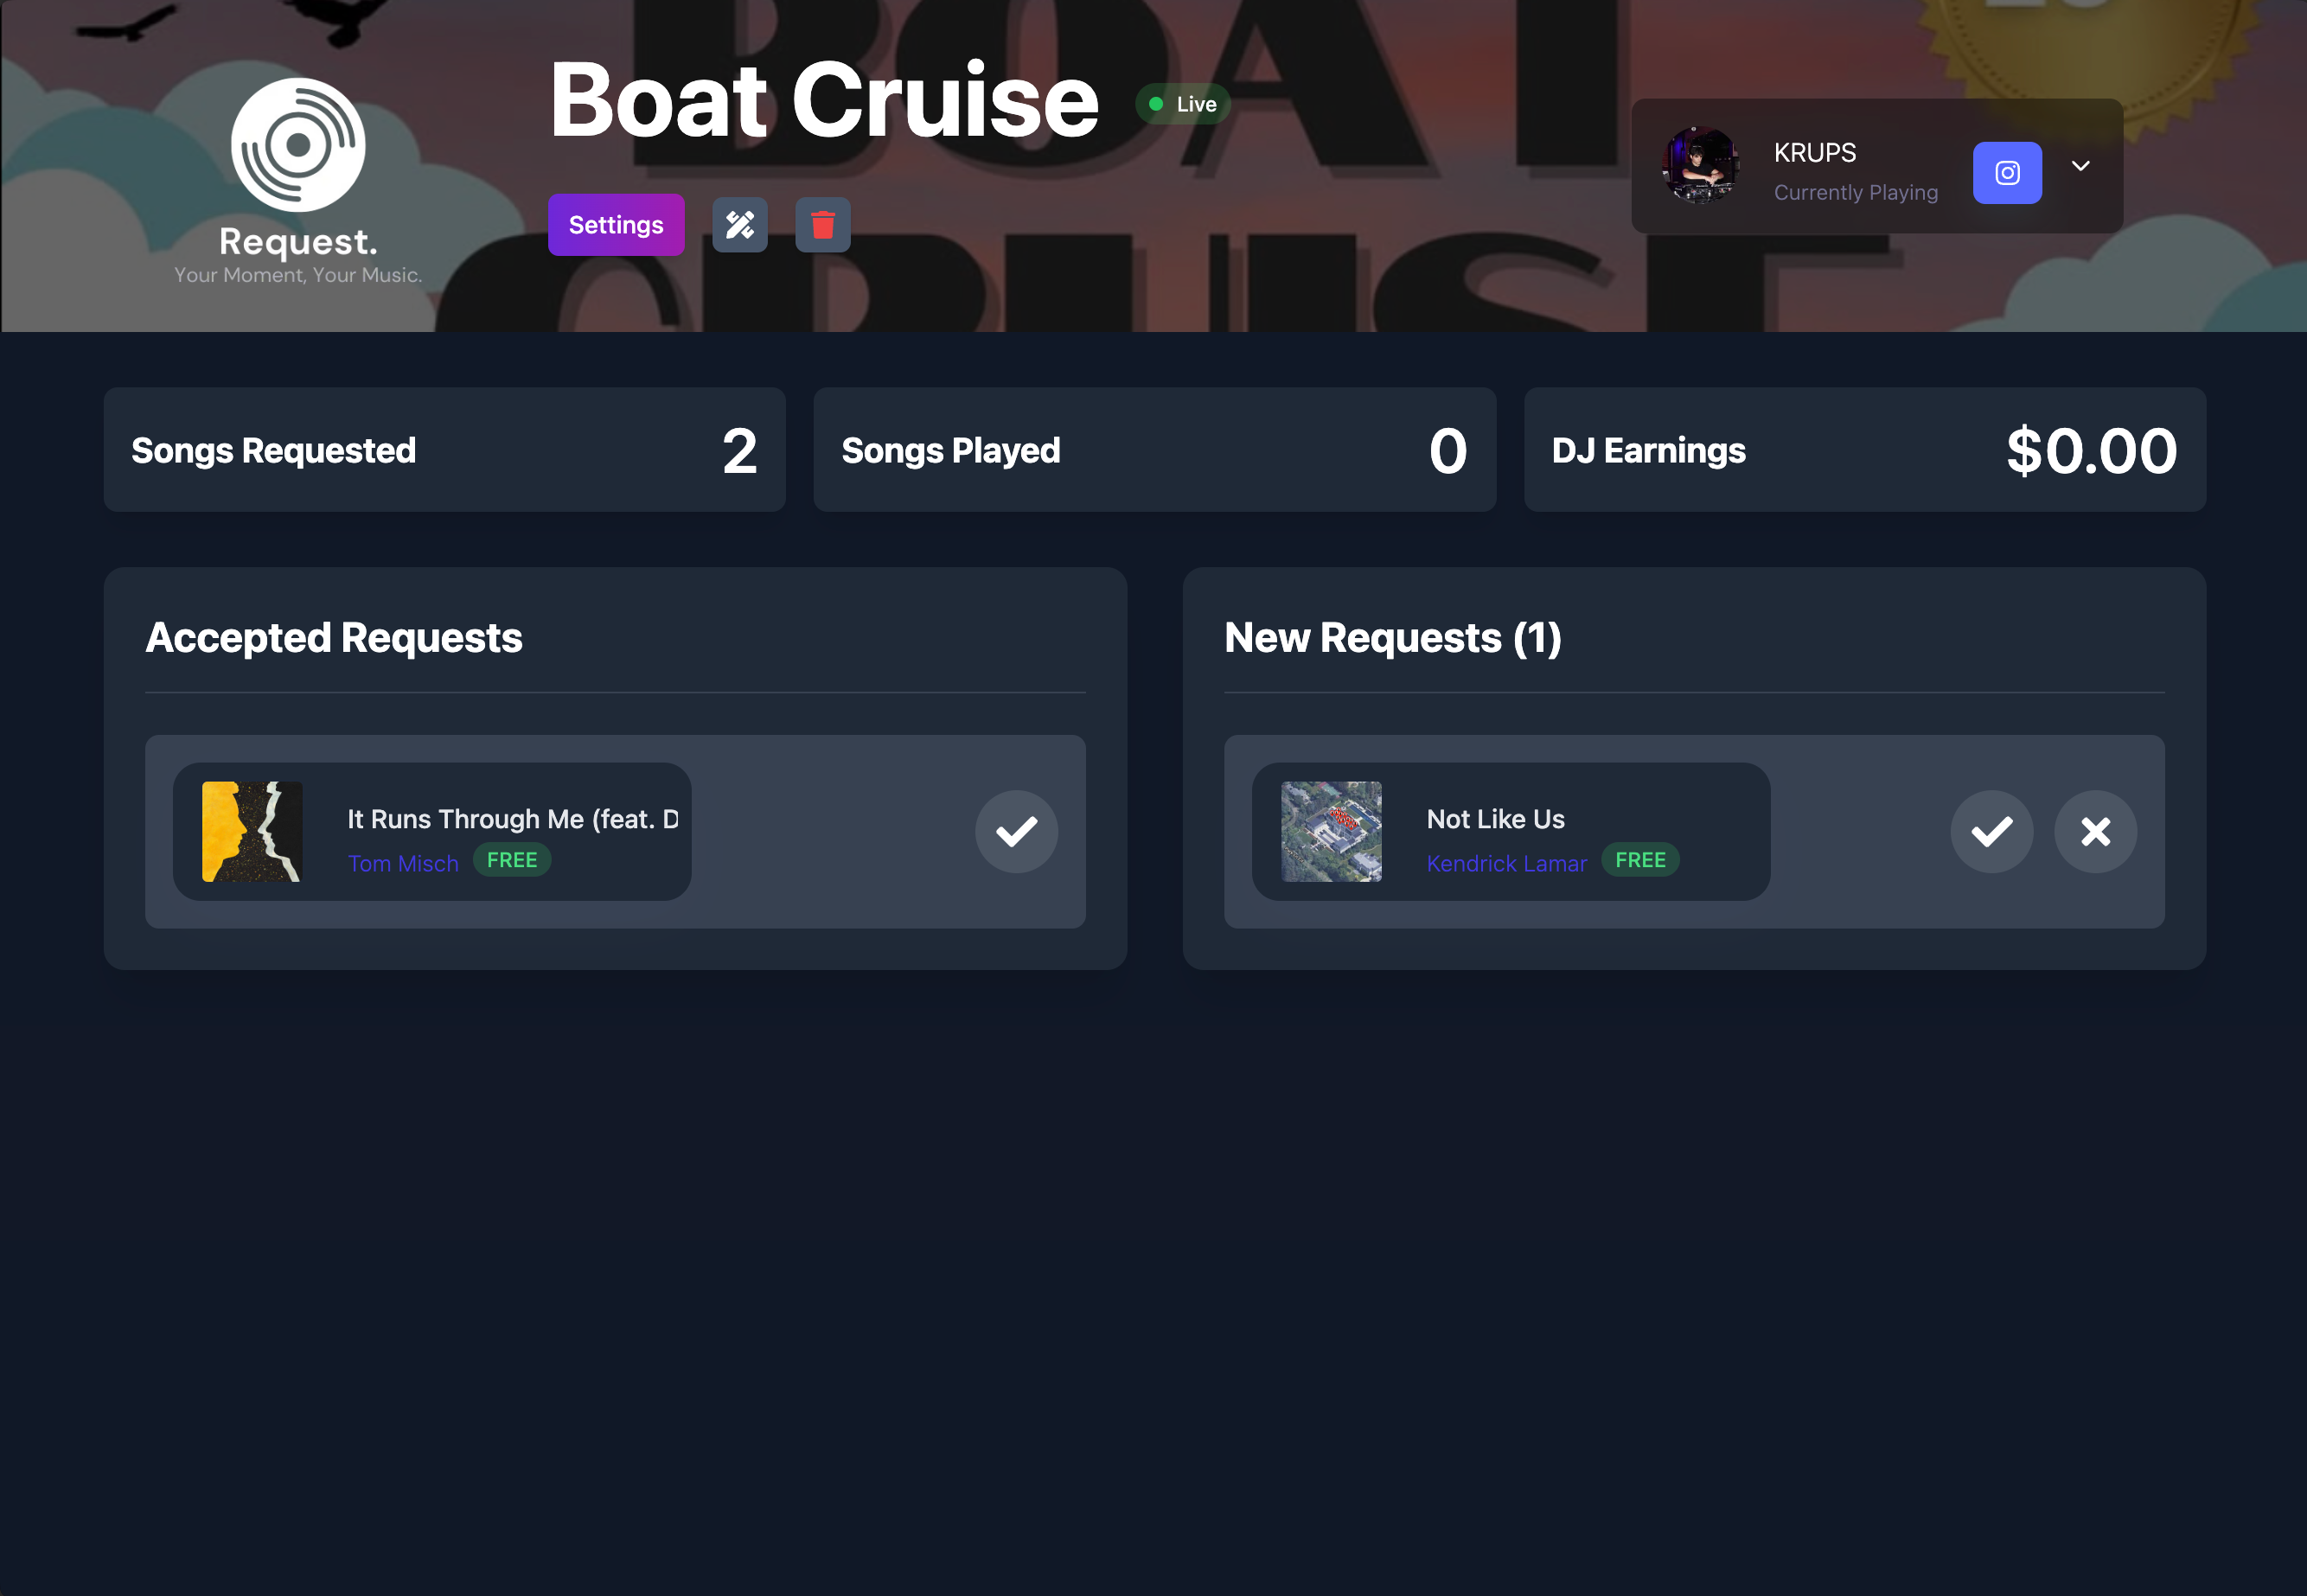 BOAT
CRUISE
Boat Cruise
Live
Request.
Your Moment, Your Music.
Settings
KRUPS
Currently Playing
Songs Requested
2
Songs Played
0
DJ Earnings
$0.00
Accepted Requests
It Runs Through Me (feat. D
Tom Misch
FREE
New Requests (1)
Not Like Us
Kendrick Lamar
FREE